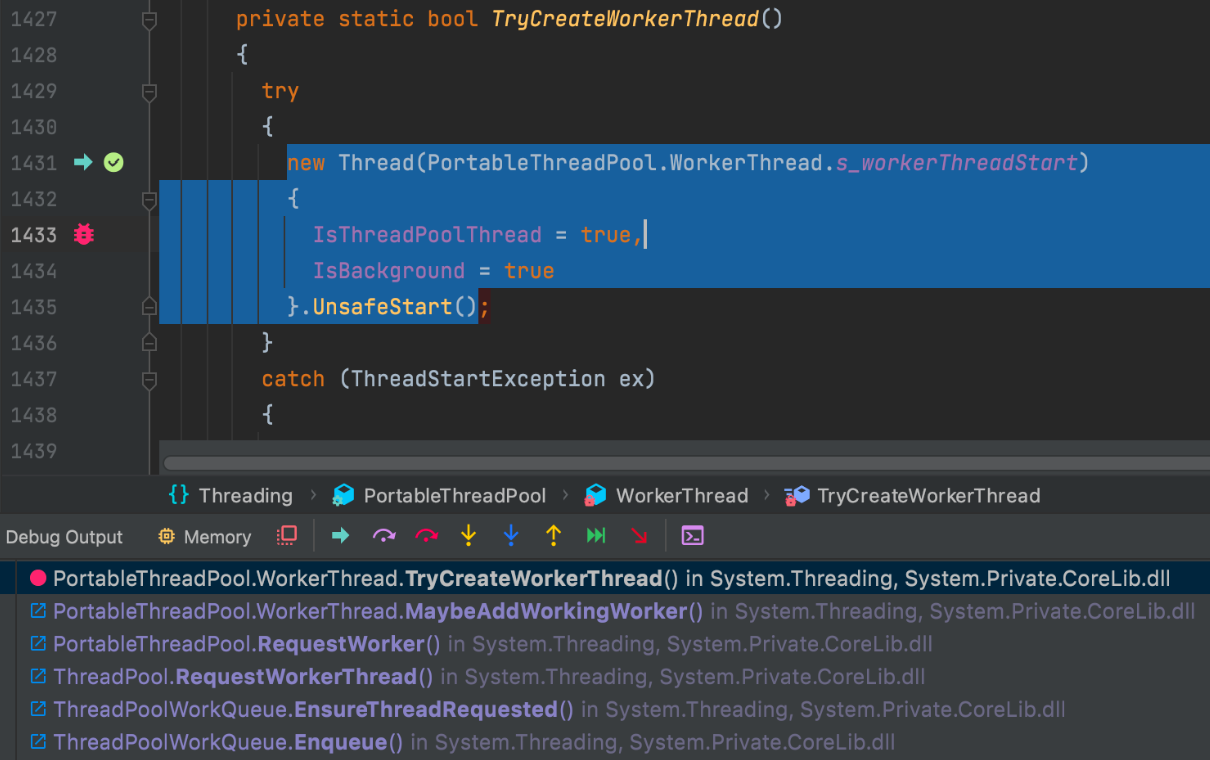 1427 private static bool TryCreateWorkerThread()
1428 {
1429 try
1430 {
1431 new Thread(PortableThreadPool.WorkerThread.s_workerThreadStart)
1432 {
1433 IsThreadPoolThread = true,
1434 IsBackground = true
1435 }.UnsafeStart();
1436 }
1437 catch (ThreadStartException ex)
1438 {
1439
{} Threading › PortableThreadPool › WorkerThread › TryCreateWorkerThread
Debug Output Memory
PortableThreadPool.WorkerThread.TryCreateWorkerThread() in System.Threading, System.Private.CoreLib.dll
PortableThreadPool.WorkerThread.MaybeAddWorkingWorker() in System.Threading, System.Private.CoreLib.dll
PortableThreadPool.RequestWorker() in System.Threading, System.Private.CoreLib.dll
ThreadPool.RequestWorkerThread() in System.Threading, System.Private.CoreLib.dll
ThreadPoolWorkQueue.EnsureThreadRequested() in System.Threading, System.Private.CoreLib.dll
ThreadPoolWorkQueue.Enqueue() in System.Threading, System.Private.CoreLib.dll